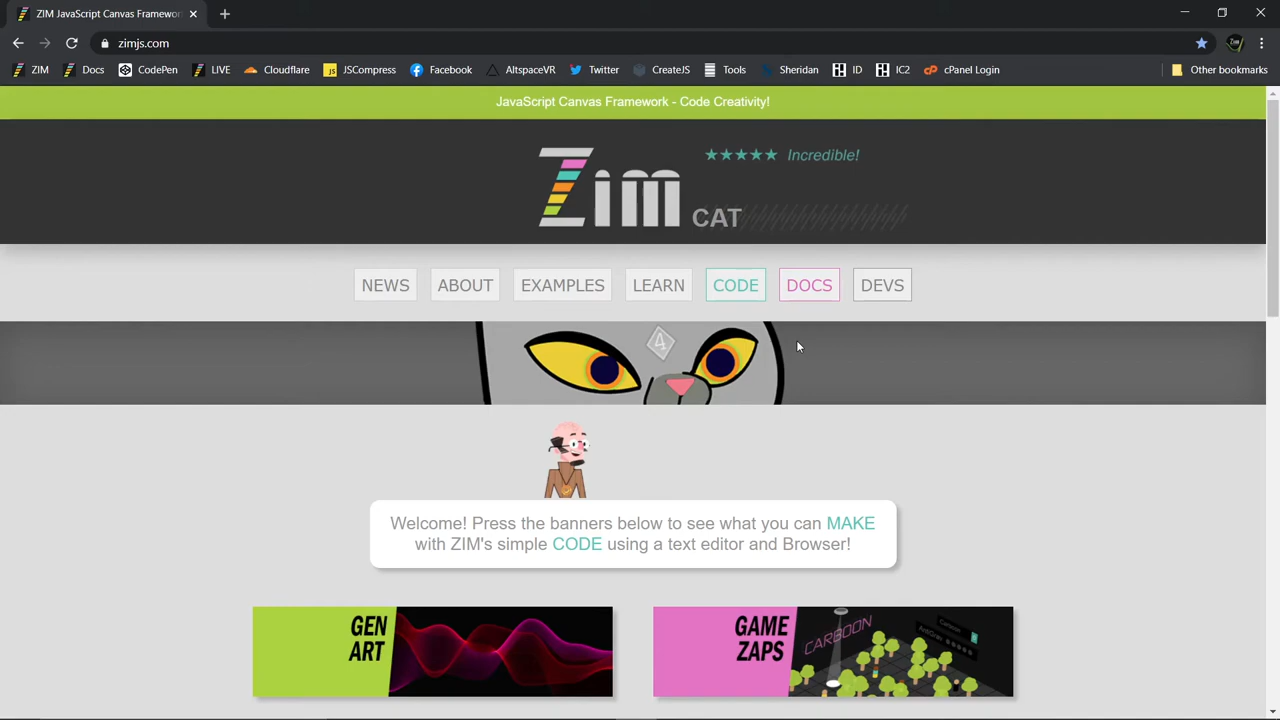 ZIM JavaScript Canvas Framewor
zimjs.com
ZIM
Docs
CodePen
LIVE
Cloudflare
JSCompress
Facebook
AltspaceVR
Twitter
CreateJS
Tools
Sheridan
ID
IC2
cPanel Login
Other bookmarks
JavaScript Canvas Framework - Code Creativity!
★★★★★ Incredible!
Zim CAT
NEWS
ABOUT
EXAMPLES
LEARN
CODE
DOCS
DEVS
4
Welcome! Press the banners below to see what you can MAKE
with ZIM's simple CODE using a text editor and Browser!
GEN
ART
GAME
ZAPS
CARBOON
Carboon